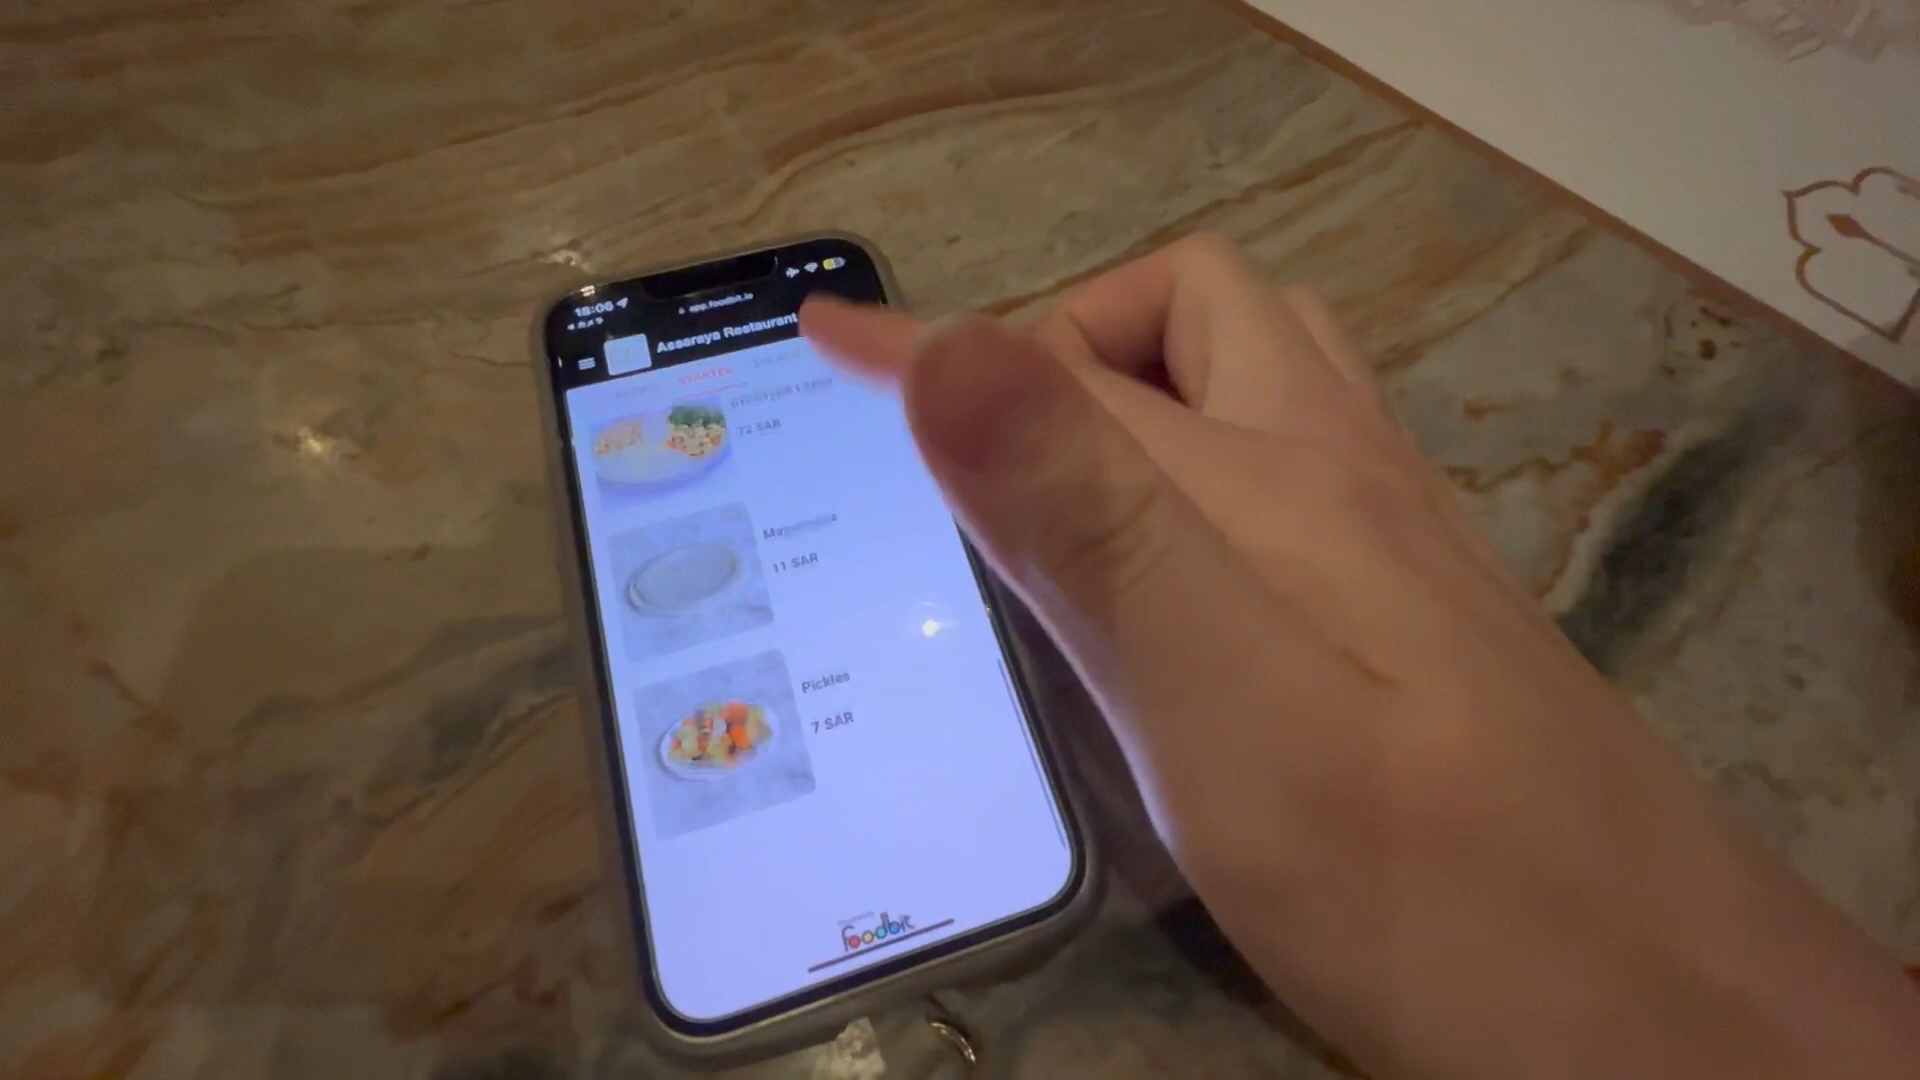 18:06
app.foodbit.io
Assaraya Restaurant
STARTER
72 SAR
11 SAR
Pickles
7 SAR
foodbit